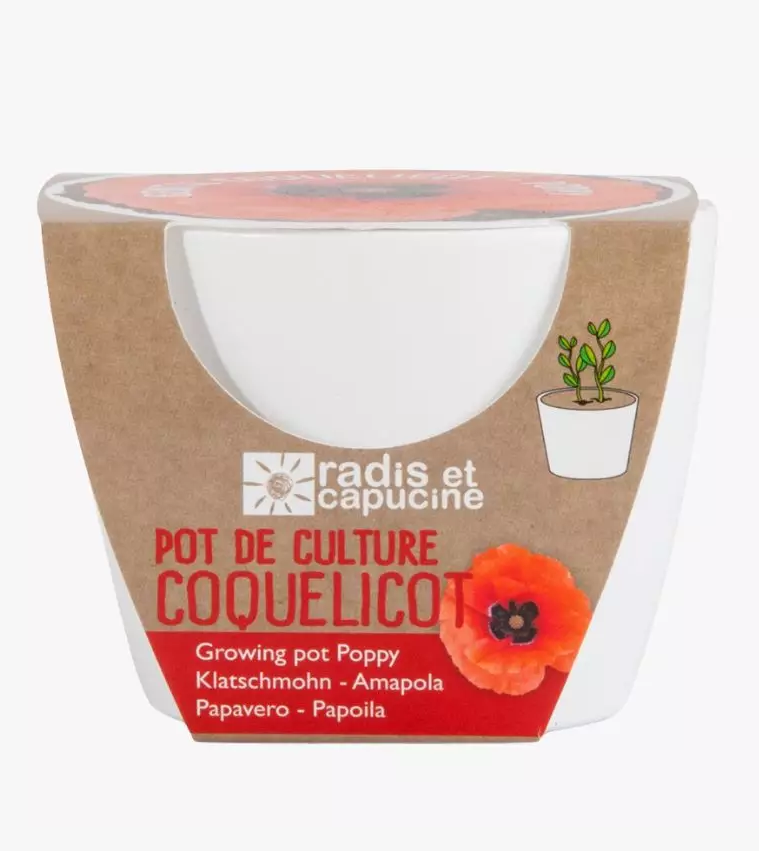 radis et
capucine
POT DE CULTURE
COQUELICOT
Growing pot Poppy
Klatschmohn - Amapola
Papavero - Papoila